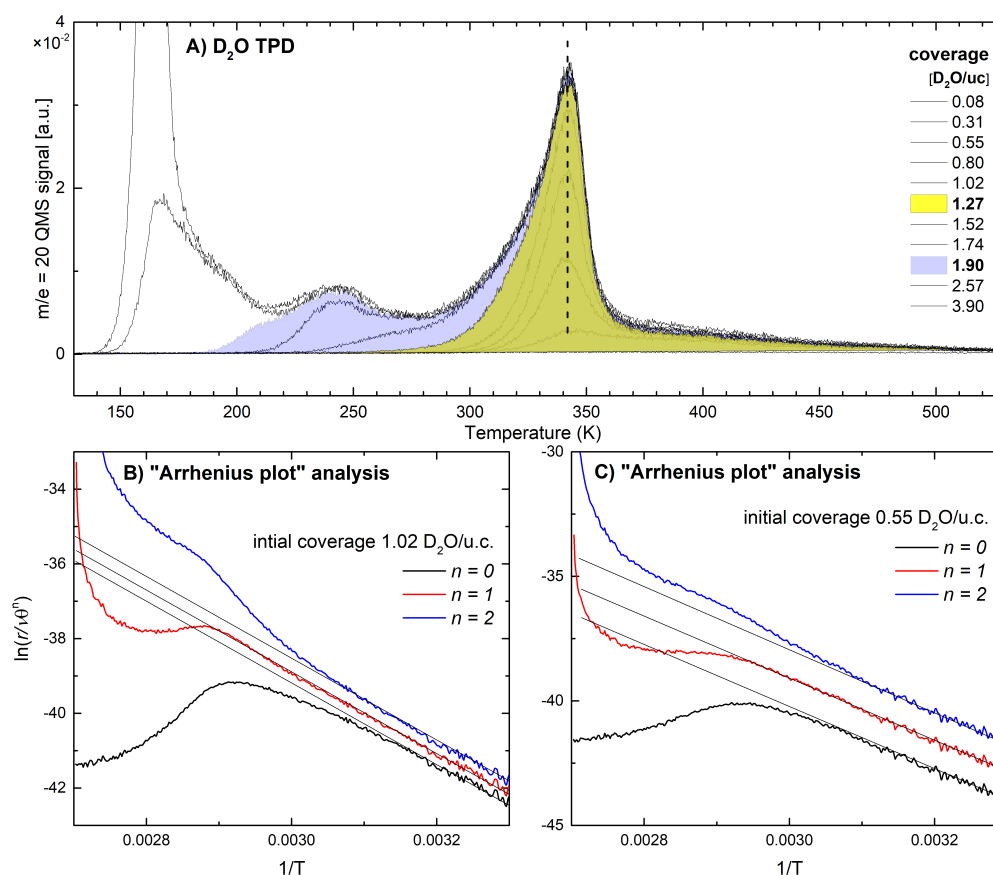 A) D₂O TPD
4
×10⁻²
2
0
m/e = 20 QMS signal [a.u.]
coverage
[D₂O/uc]
0.08
0.31
0.55
0.80
1.02
1.27
1.52
1.74
1.90
2.57
3.90
150 200 250 300 350 400 450 500
Temperature (K)
B) "Arrhenius plot" analysis
intial coverage 1.02 D₂O/u.c.
n = 0
n = 1
n = 2
-34
-36
-38
-40
-42
ln(r/νθⁿ)
0.0028 0.0030 0.0032
1/T
C) "Arrhenius plot" analysis
initial coverage 0.55 D₂O/u.c.
n = 0
n = 1
n = 2
-30
-35
-40
-45
0.0028 0.0030 0.0032
1/T